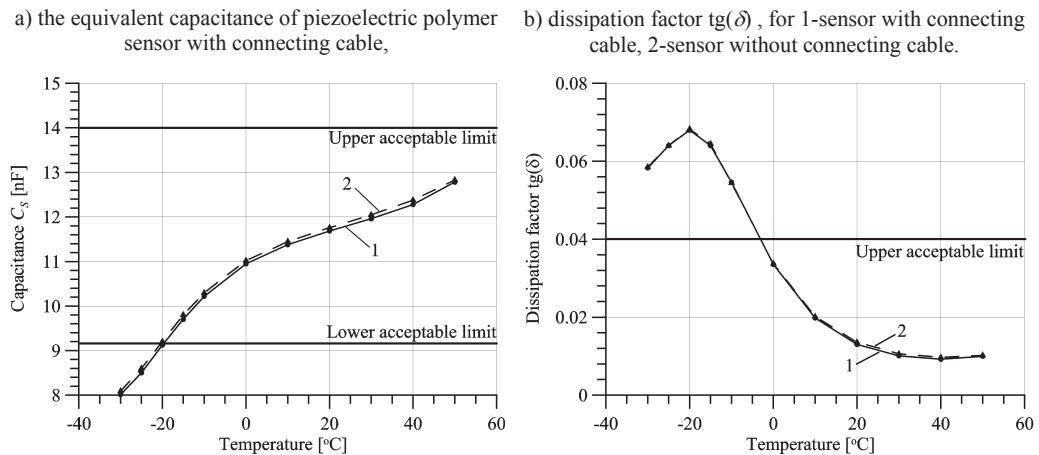 a) the equivalent capacitance of piezoelectric polymer
sensor with connecting cable,
b) dissipation factor tg(δ) , for 1-sensor with connecting
cable, 2-sensor without connecting cable.
15
14
13
12
11
10
9
8
Capacitance Cs [nF]
Upper acceptable limit
2
1
Lower acceptable limit
-40
-20
0
20
40
60
Temperature [°C]
0.08
0.06
0.04
0.02
0
Dissipation factor tg(δ)
Upper acceptable limit
2
1
-40
-20
0
20
40
60
Temperature [°C]